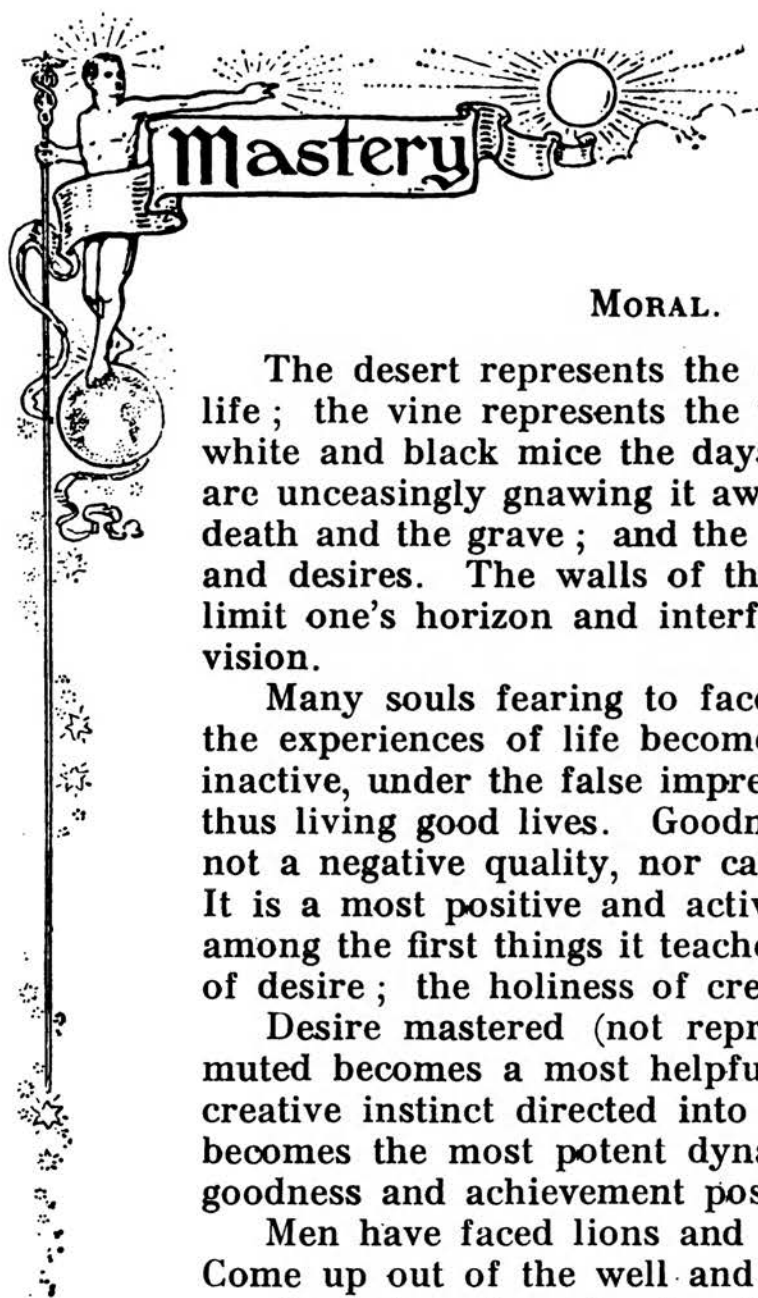 Mastery
MORAL.
The desert represents the
life ; the vine represents the
white and black mice the days
are unceasingly gnawing it aw
death and the grave ; and the
and desires. The walls of th
limit one's horizon and interf
vision.
Many souls fearing to face
the experiences of life become
inactive, under the false impre
thus living good lives. Goodn
not a negative quality, nor ca
It is a most positive and activ
among the first things it teache
of desire ; the holiness of cre
Desire mastered (not repr
muted becomes a most helpfu
creative instinct directed into
becomes the most potent dyna
goodness and achievement pos
Men have faced lions and
Come up out of the well and